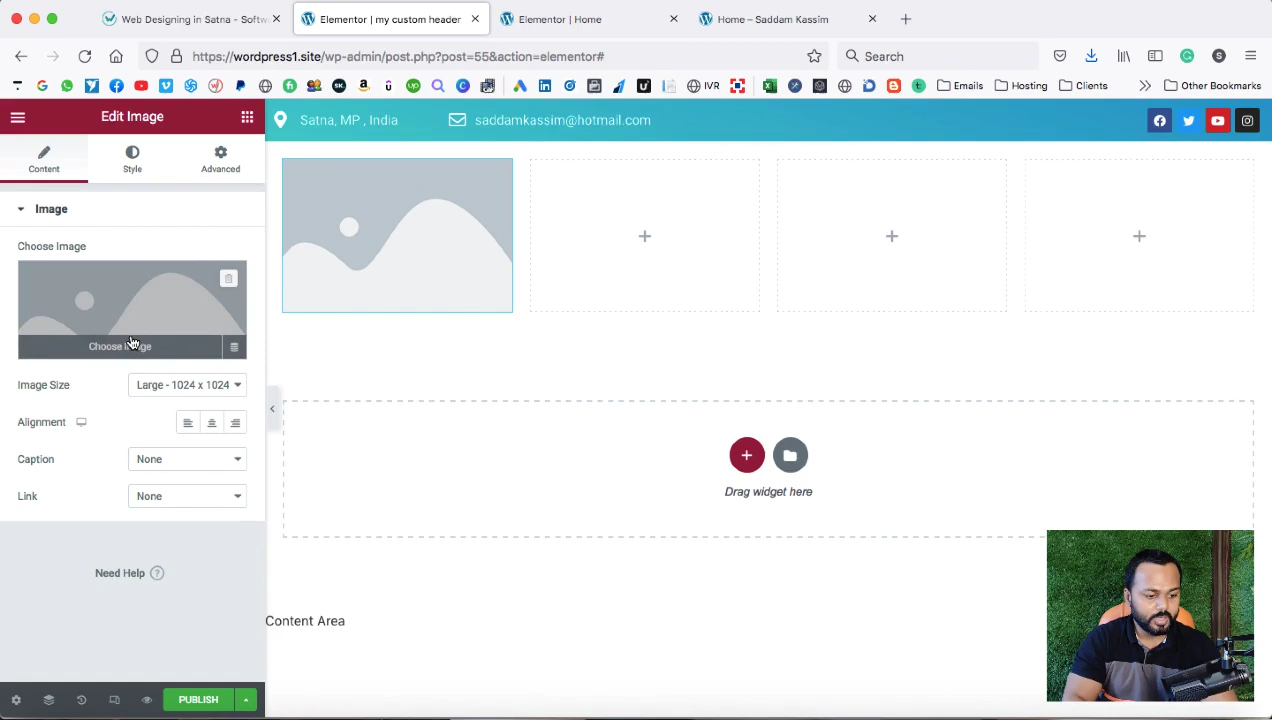 Web Designing in Satna - Softw
Elementor | my custom header
Elementor | Home
Home – Saddam Kassim
https://wordpress1.site/wp-admin/post.php?post=55&action=elementor#
Search
IVR
Emails
Hosting
Clients
Other Bookmarks
Edit Image
Satna, MP , India
saddamkassim@hotmail.com
Content
Style
Advanced
Image
Choose Image
Choose Image
Image Size
Large - 1024 x 1024
Alignment
Caption
None
Link
None
Drag widget here
Need Help
Content Area
PUBLISH